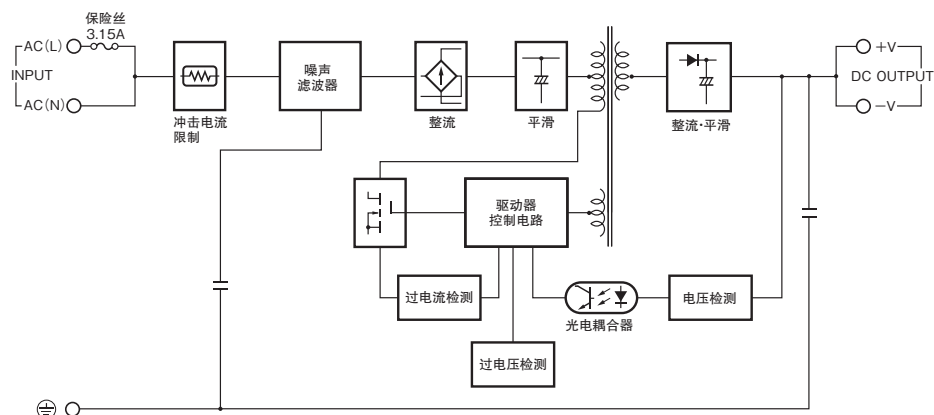 保险丝
3.15A
AC(L)
INPUT
AC(N)
冲击电流
限制
噪声
滤波器
整流
平滑
整流·平滑
+V
DC OUTPUT
−V
驱动器
控制电路
过电流检测
光电耦合器
电压检测
过电压检测